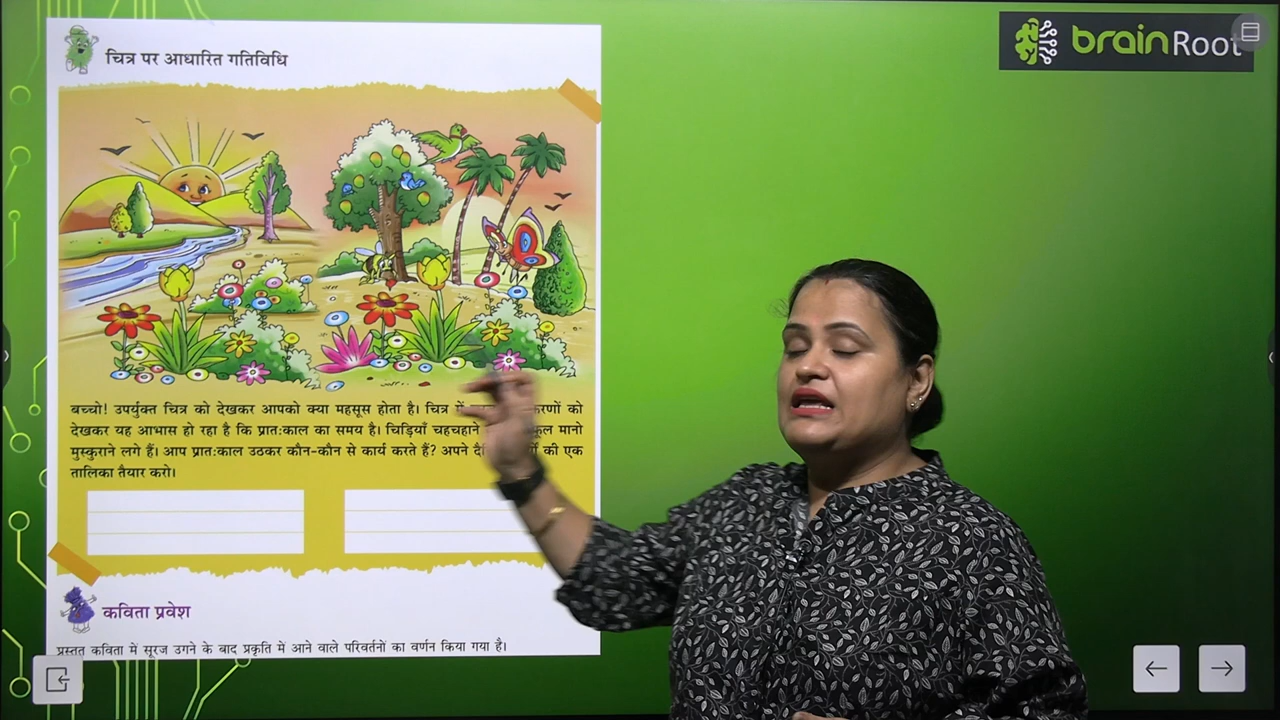 brainRoot
चित्र पर आधारित गतिविधि
बच्चो! उपर्युक्त चित्र को देखकर आपको क्या महसूस होता है। चित्र में को
देखकर यह आभास हो रहा है कि प्रात:काल का समय है। चिड़ियाँ चहचहाने मानो
मुस्कुराने लगे हैं। आप प्रात:काल उठकर कौन-कौन से कार्य करते हैं? अपने की एक
तालिका तैयार करो।
कविता प्रवेश
प्रस्तुत कविता में सूरज उगने के बाद प्रकृति में आने वाले परिवर्तनों का वर्णन किया गया है।